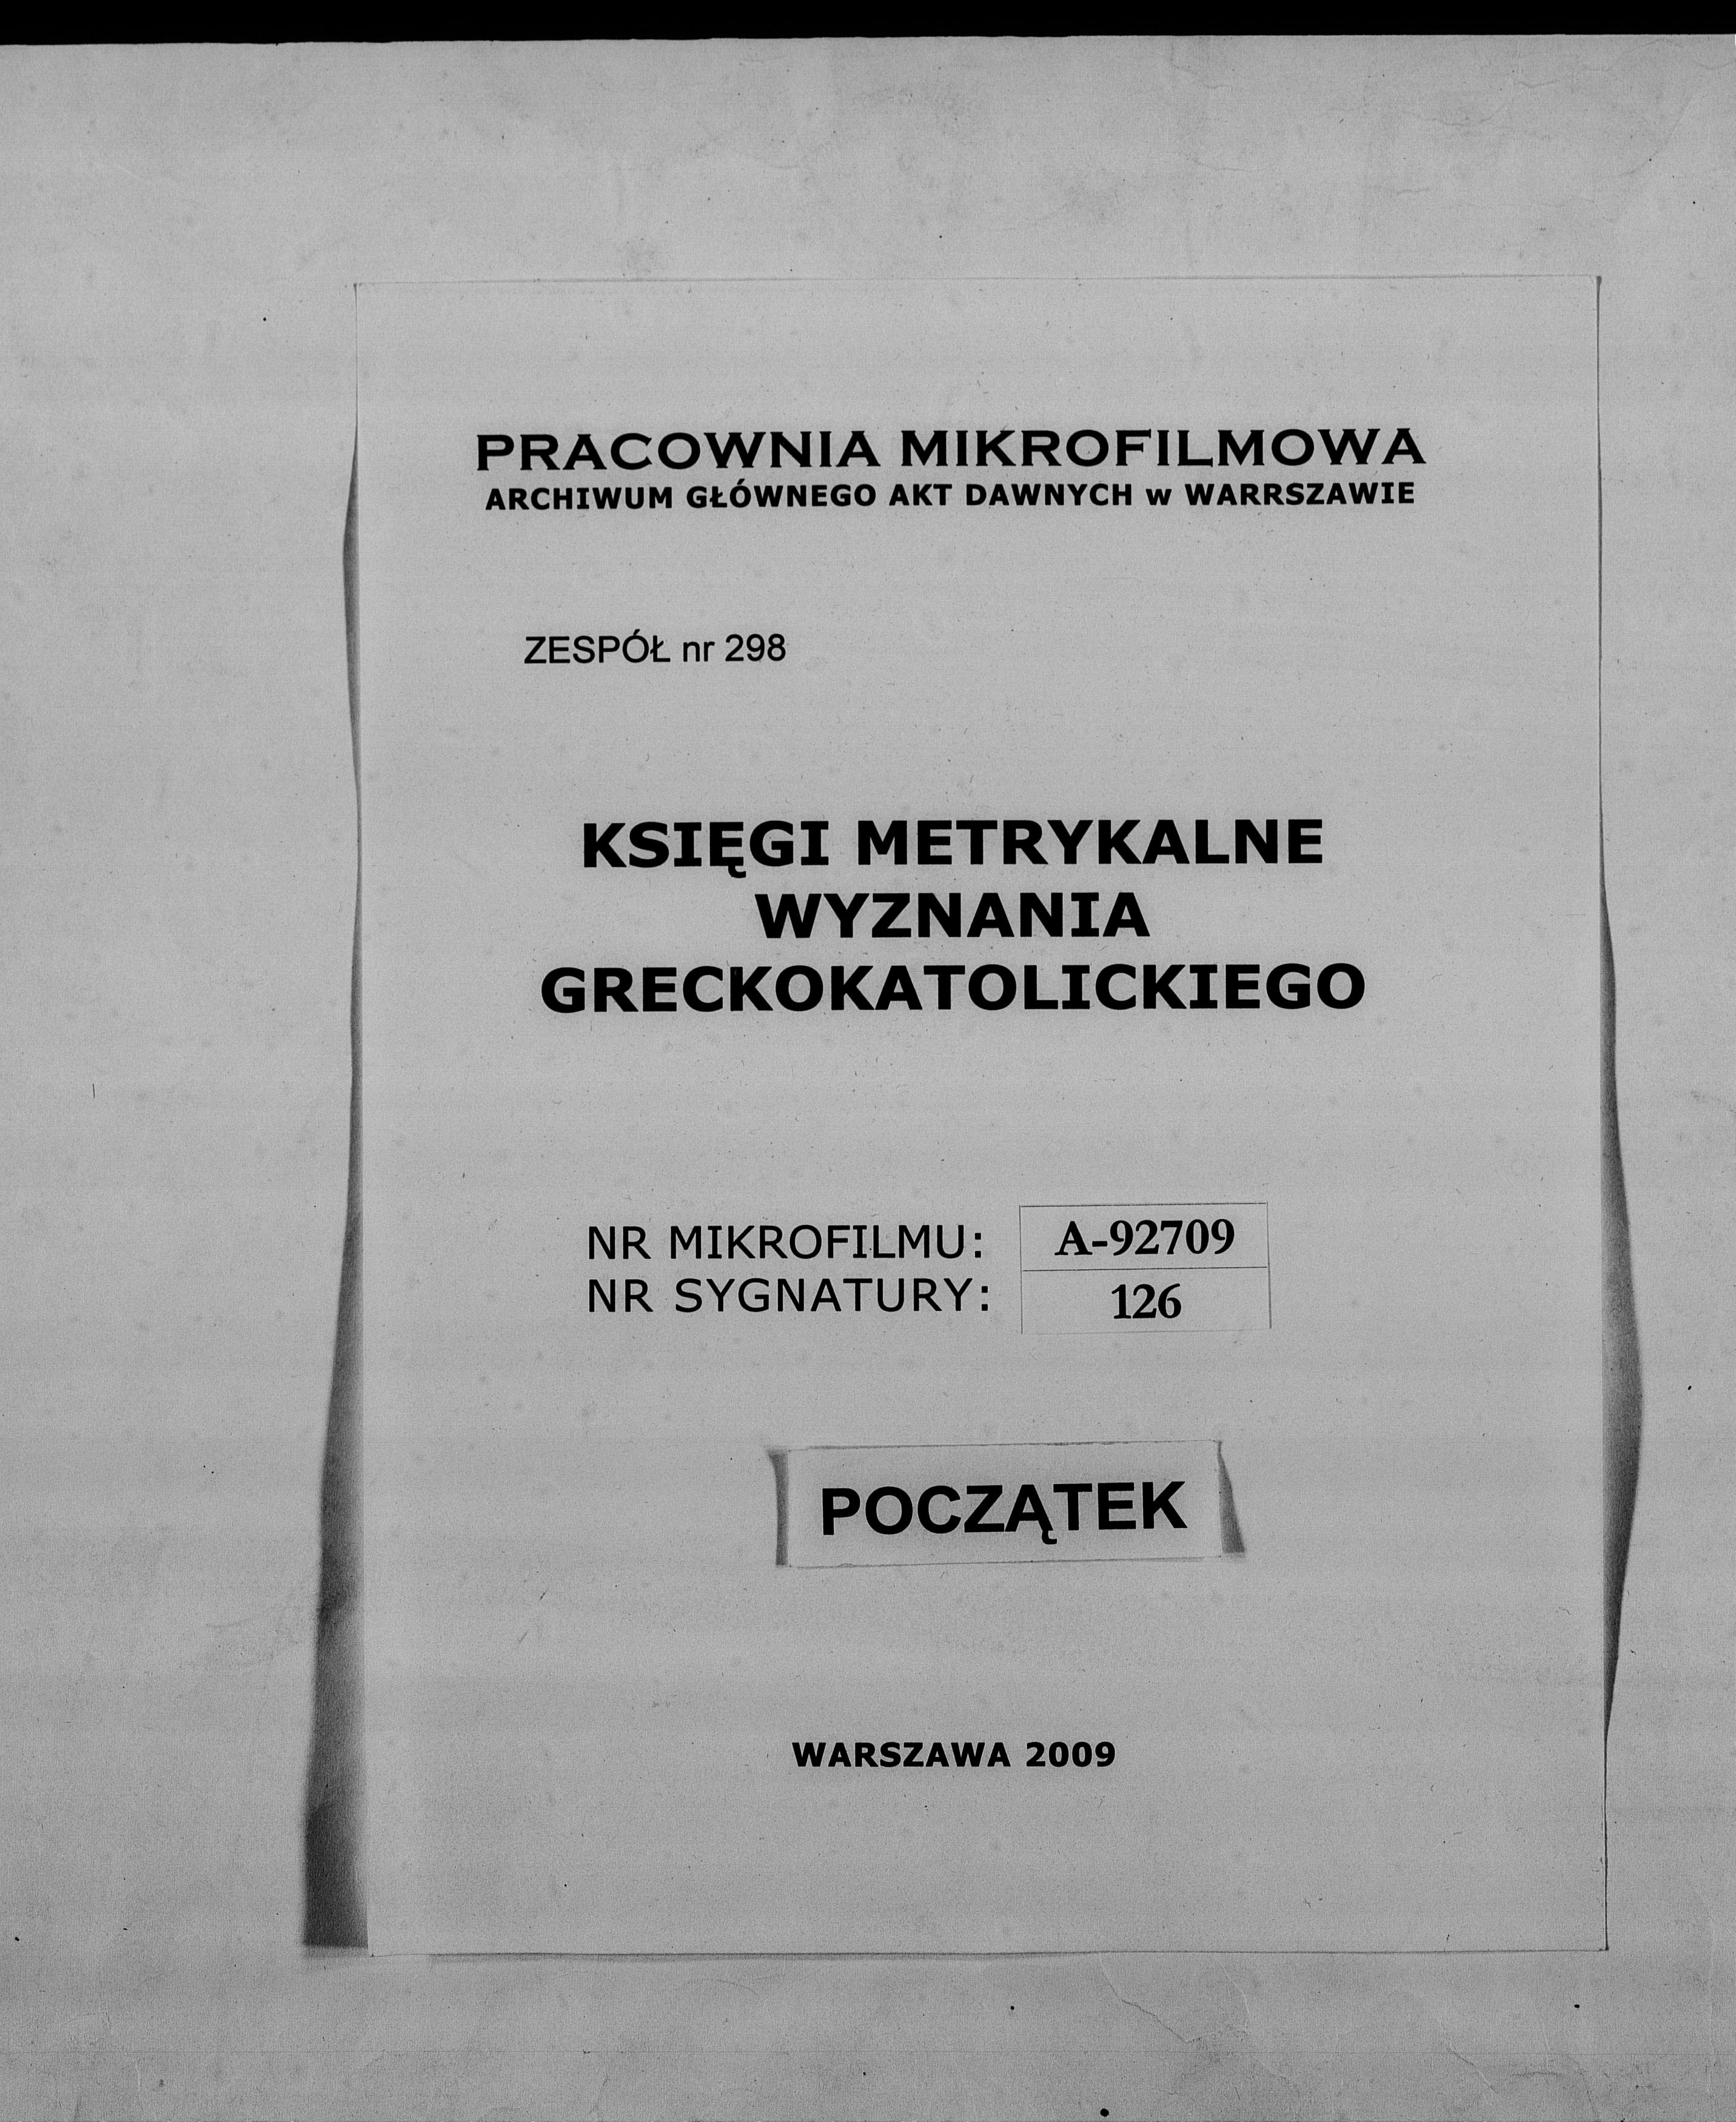 PRACOWNIA MIKROFILMOWA
ARCHIWUM GŁÓWNEGO AKT DAWNYCH w WARRSZAWIE
ZESPÓŁ nr 298
KSIĘGI METRYKALNE
WYZNANIA
GRECKOKATOLICKIEGO
NR MIKROFILMU: A-92709
NR SYGNATURY: 126
POCZĄTEK
WARSZAWA 2009